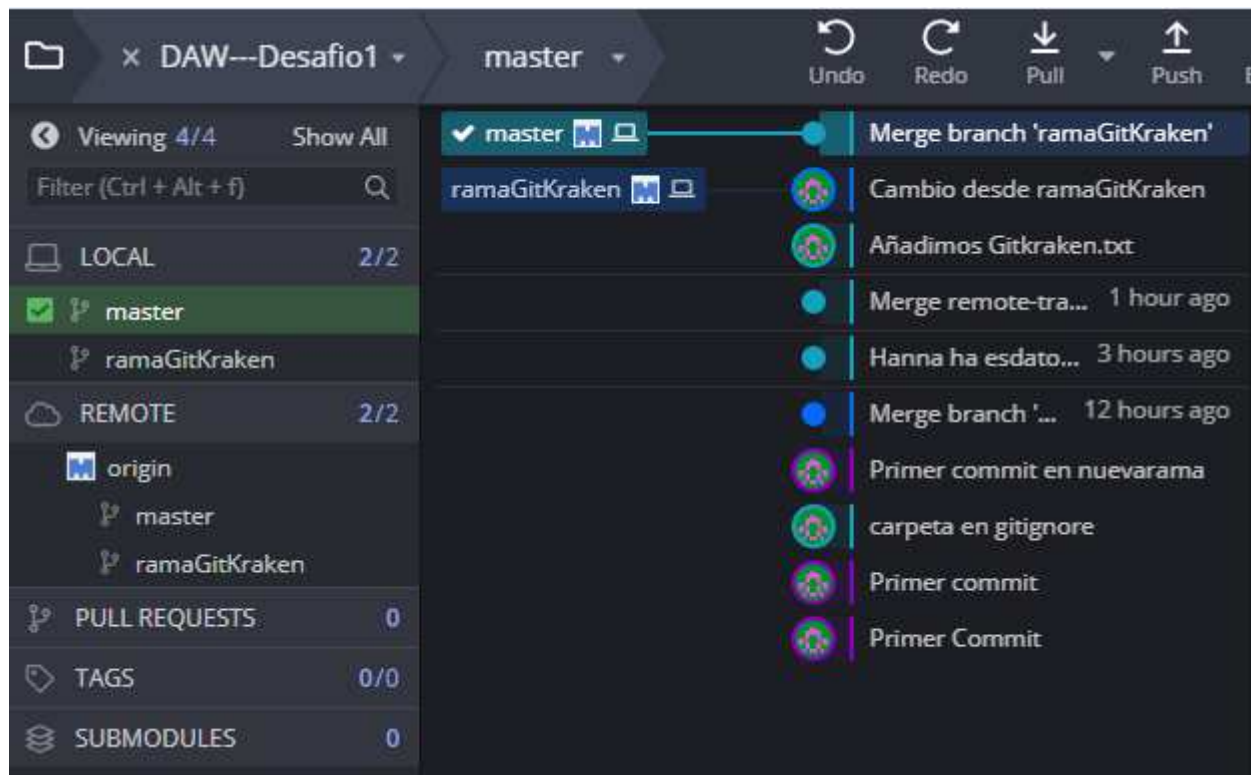 × DAW---Desafio1
master
Undo
Redo
Pull
Push
Viewing 4/4 Show All
Filter (Ctrl + Alt + f)
LOCAL 2/2
master
ramaGitKraken
REMOTE 2/2
origin
master
ramaGitKraken
PULL REQUESTS 0
TAGS 0/0
SUBMODULES 0
master Merge branch 'ramaGitKraken'
ramaGitKraken Cambio desde ramaGitKraken
Añadimos Gitkraken.txt
Merge remote-tra... 1 hour ago
Hanna ha esdato... 3 hours ago
Merge branch '... 12 hours ago
Primer commit en nuevarama
carpeta en gitignore
Primer commit
Primer Commit